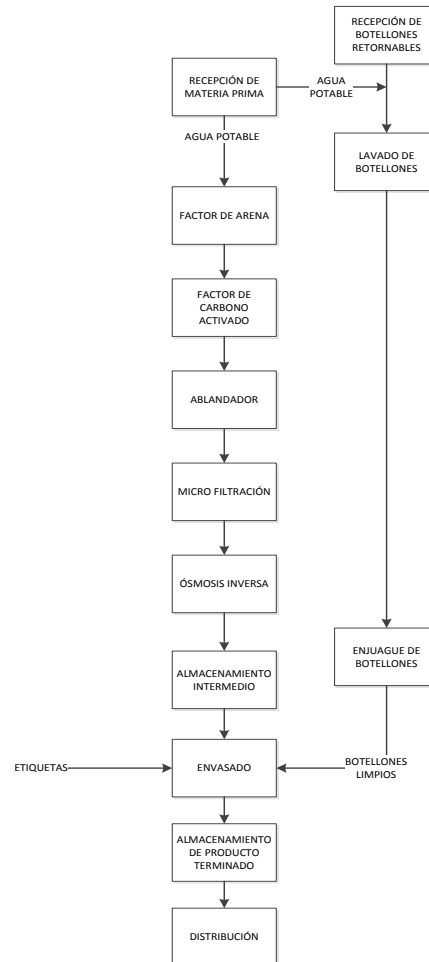 RECEPCIÓN DE
BOTELLONES
RETORNABLES
RECEPCIÓN DE
MATERIA PRIMA
AGUA
POTABLE
AGUA POTABLE
LAVADO DE
BOTELLONES
FACTOR DE ARENA
FACTOR DE
CARBONO
ACTIVADO
ABLANDADOR
MICRO FILTRACIÓN
ÓSMOSIS INVERSA
ENJUAGUE DE
BOTELLONES
ALMACENAMIENTO
INTERMEDIO
ETIQUETAS
ENVASADO
BOTELLONES
LIMPIOS
ALMACENAMIENTO
DE PRODUCTO
TERMINADO
DISTRIBUCIÓN